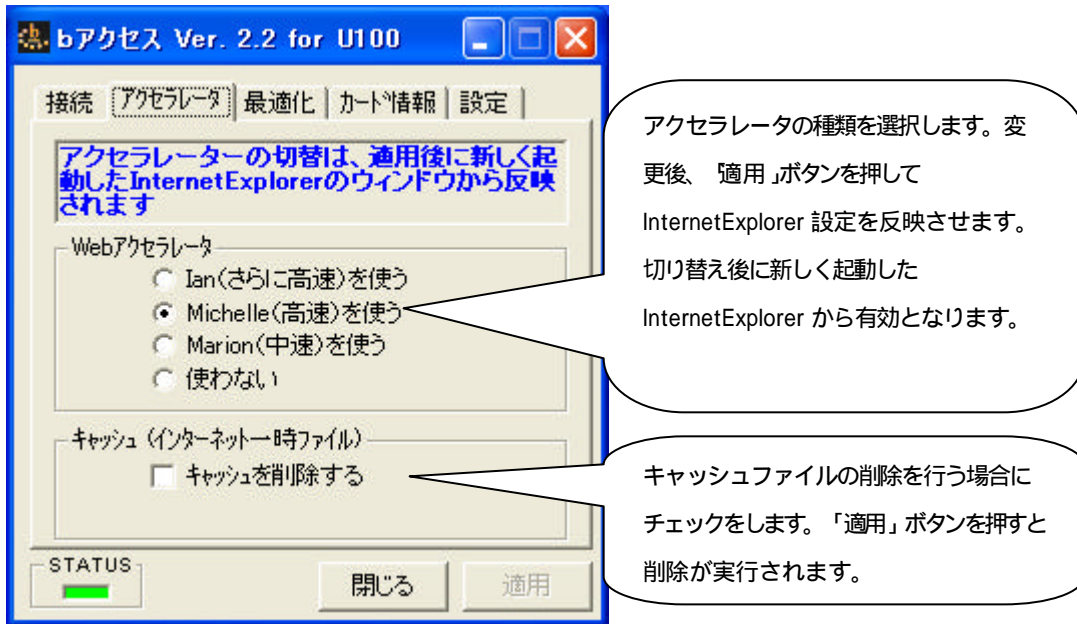 bアクセス Ver. 2.2 for U100
接続 アクセラレータ 最適化 カード情報 設定
アクセラレーターの切替は、適用後に新しく起
動したInternetExplorerのウィンドウから反映
されます
Webアクセラレータ
Ian(さらに高速)を使う
Michelle(高速)を使う
Marion(中速)を使う
使わない
キャッシュ (インターネット一時ファイル)
キャッシュを削除する
STATUS
閉じる
適用
アクセラレータの種類を選択します。変
更後、「適用」ボタンを押して
InternetExplorer 設定を反映させます。
切り替え後に新しく起動した
InternetExplorer から有効となります。
キャッシュファイルの削除を行う場合に
チェックをします。「適用」ボタンを押すと
削除が実行されます。